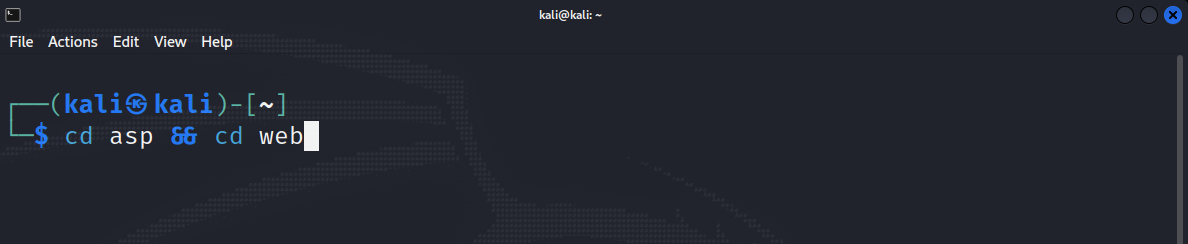 kali@kali: ~
File Actions Edit View Help
┌──(kali㉿kali)-[~]
└─$ cd asp && cd web